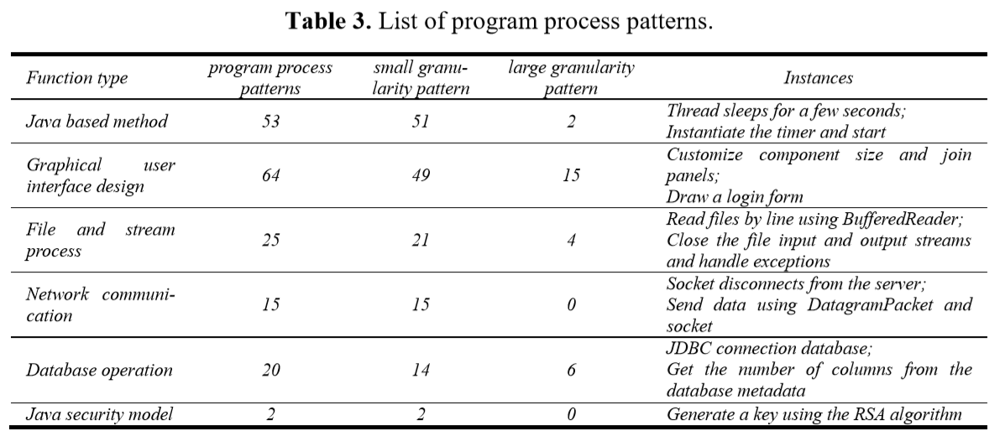 Table 3. List of program process patterns.
Function type
program process
patterns
small granu-
larity pattern
large granularity
pattern
Instances
Java based method
53
51
2
Thread sleeps for a few seconds;
Instantiate the timer and start
Graphical user
interface design
64
49
15
Customize component size and join
panels;
Draw a login form
File and stream
process
25
21
4
Read files by line using BufferedReader;
Close the file input and output streams
and handle exceptions
Network communi-
cation
15
15
0
Socket disconnects from the server;
Send data using DatagramPacket and
socket
Database operation
20
14
6
JDBC connection database;
Get the number of columns from the
database metadata
Java security model
2
2
0
Generate a key using the RSA algorithm